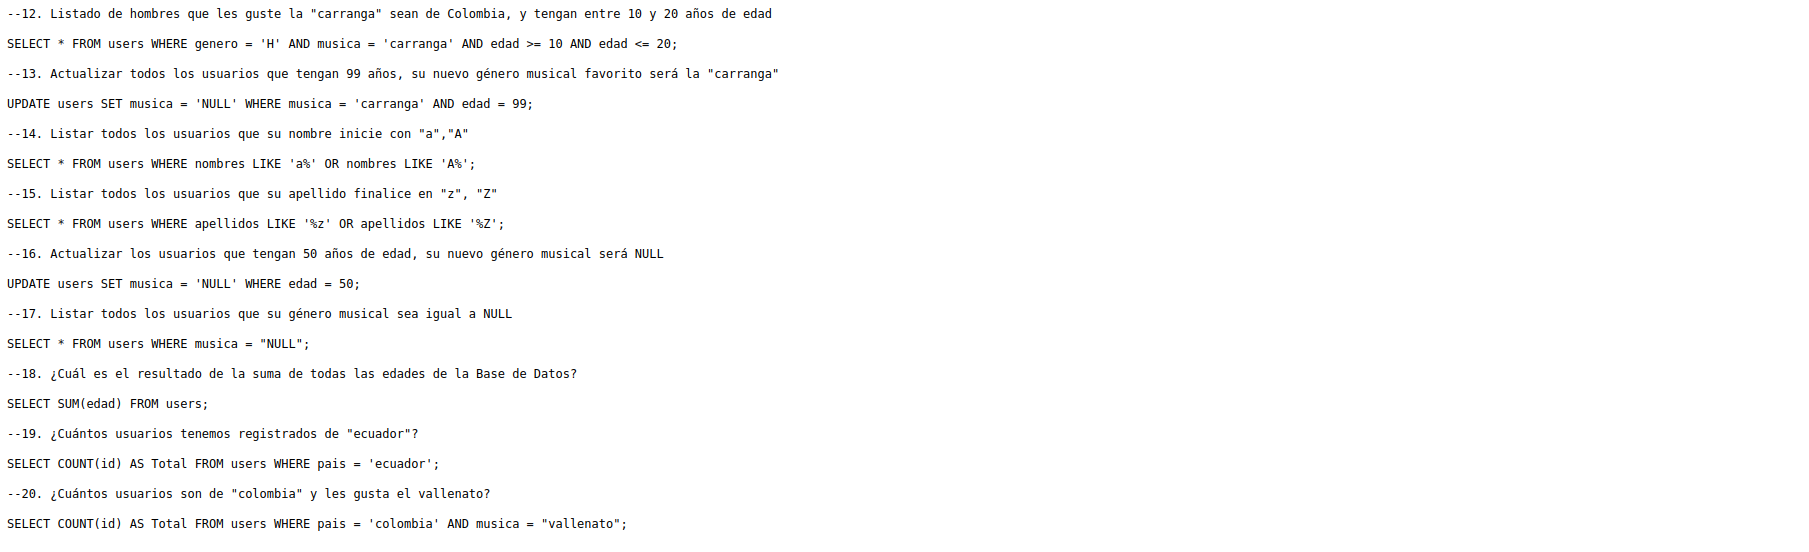 --12. Listado de hombres que les guste la "carranga" sean de Colombia, y tengan entre 10 y 20 años de edad
SELECT * FROM users WHERE genero = 'H' AND musica = 'carranga' AND edad >= 10 AND edad <= 20;
--13. Actualizar todos los usuarios que tengan 99 años, su nuevo género musical favorito será la "carranga"
UPDATE users SET musica = 'NULL' WHERE musica = 'carranga' AND edad = 99;
--14. Listar todos los usuarios que su nombre inicie con "a","A"
SELECT * FROM users WHERE nombres LIKE 'a%' OR nombres LIKE 'A%';
--15. Listar todos los usuarios que su apellido finalice en "z", "Z"
SELECT * FROM users WHERE apellidos LIKE '%z' OR apellidos LIKE '%Z';
--16. Actualizar los usuarios que tengan 50 años de edad, su nuevo género musical será NULL
UPDATE users SET musica = 'NULL' WHERE edad = 50;
--17. Listar todos los usuarios que su género musical sea igual a NULL
SELECT * FROM users WHERE musica = "NULL";
--18. ¿Cuál es el resultado de la suma de todas las edades de la Base de Datos?
SELECT SUM(edad) FROM users;
--19. ¿Cuántos usuarios tenemos registrados de "ecuador"?
SELECT COUNT(id) AS Total FROM users WHERE pais = 'ecuador';
--20. ¿Cuántos usuarios son de "colombia" y les gusta el vallenato?
SELECT COUNT(id) AS Total FROM users WHERE pais = 'colombia' AND musica = "vallenato";